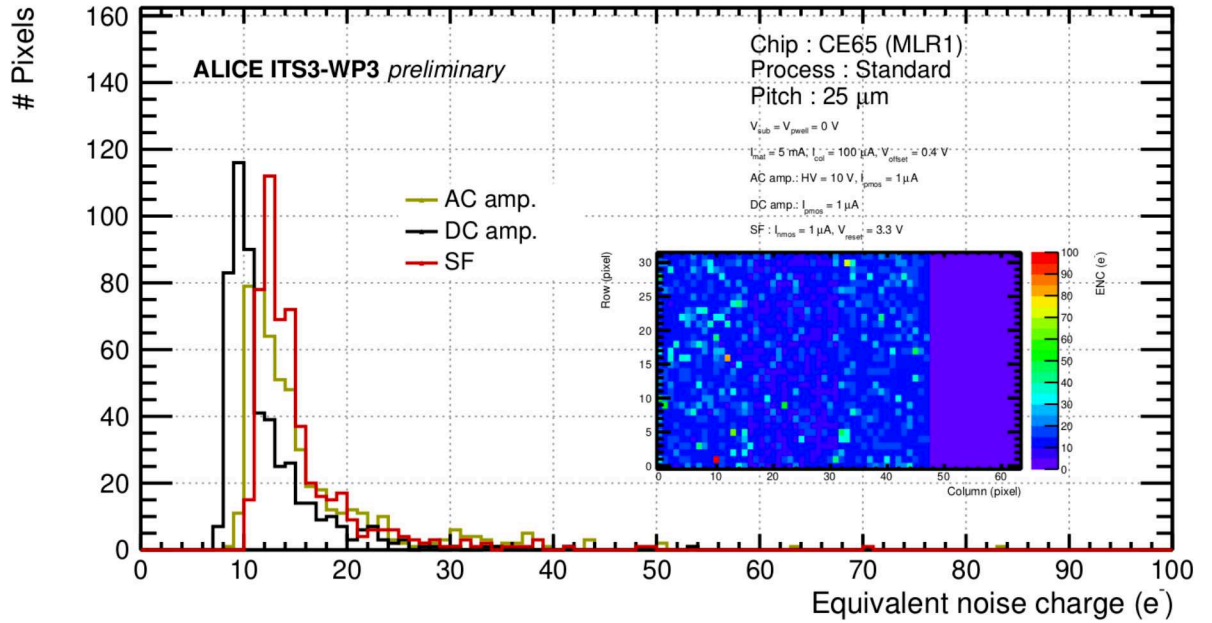 # Pixels
160
140
120
100
80
60
40
20
0
ALICE ITS3-WP3 preliminary
Chip : CE65 (MLR1)
Process : Standard
Pitch : 25 μm
V_sub = V_pwell = 0 V
I_mat = 5 mA, I_col = 100 μA, V_offset = 0.4 V
AC amp.: HV = 10 V, I_pmos = 1 μA
DC amp.: I_pmos = 1 μA
SF : I_nmos = 1 μA, V_reset = 3.3 V
AC amp.
DC amp.
SF
Row (pixel)
30
25
20
15
10
5
0
0 10 20 30 40 50 60
Column (pixel)
100
90
80
70
60
50
40
30
20
10
0
ENC (e⁻)
0 10 20 30 40 50 60 70 80 90 100
Equivalent noise charge (e⁻)